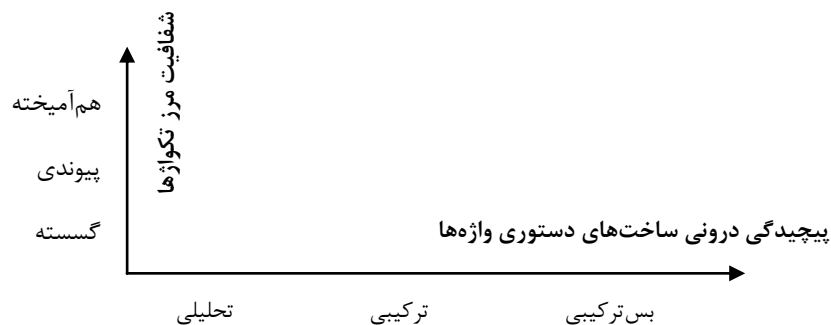 شفافیت مرز تکواژها
هم‌آمیخته
پیوندی
گسسته
پیچیدگی درونی ساخت‌های دستوری واژه‌ها
تحلیلی
ترکیبی
بس‌ترکیبی